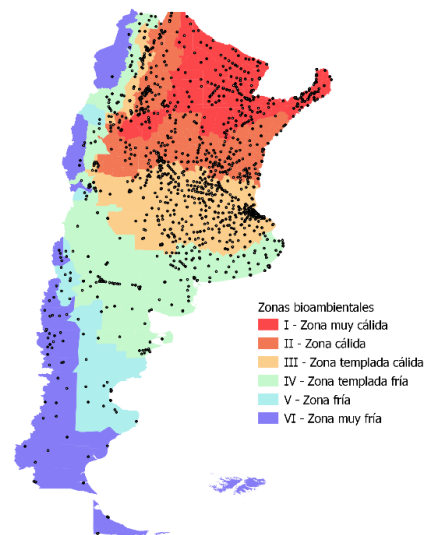 Zonas bioambientales
I - Zona muy cálida
II - Zona cálida
III - Zona templada cálida
IV - Zona templada fría
V - Zona fría
VI - Zona muy fría